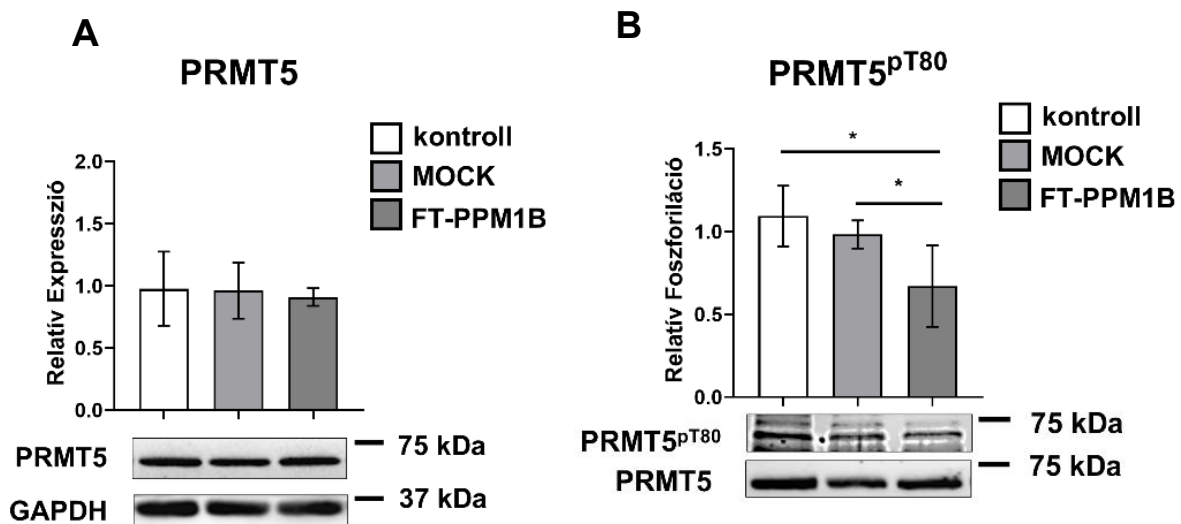 A
PRMT5
kontroll
MOCK
FT-PPM1B
Relatív Expresszió
2.0
1.5
1.0
0.5
0.0
PRMT5
75 kDa
GAPDH
37 kDa
B
PRMT5pT80
kontroll
MOCK
FT-PPM1B
Relatív Foszforiláció
1.5
1.0
0.5
0.0
*
*
PRMT5pT80
75 kDa
PRMT5
75 kDa